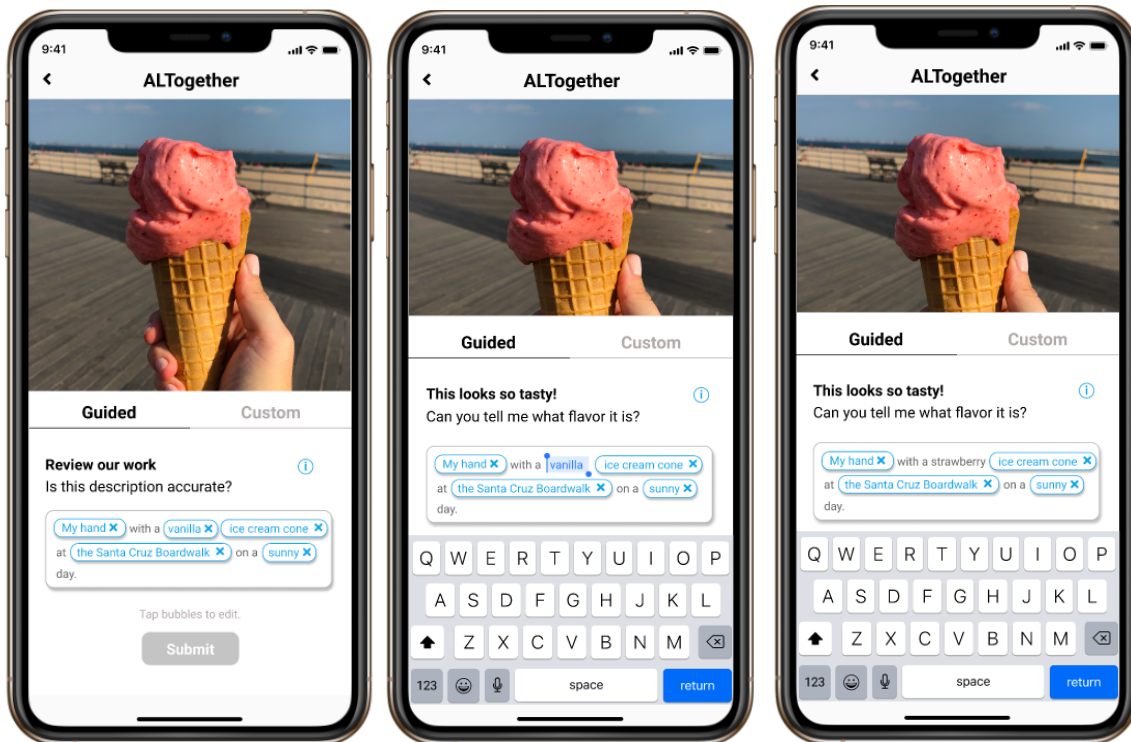 9:41
ALTogether
Guided Custom
Review our work
Is this description accurate?
My hand × with a vanilla × ice cream cone ×
at the Santa Cruz Boardwalk × on a sunny ×
day.
Tap bubbles to edit.
Submit
9:41
ALTogether
Guided Custom
This looks so tasty!
Can you tell me what flavor it is?
My hand × with a vanilla ice cream cone ×
at the Santa Cruz Boardwalk × on a sunny ×
day.
Q W E R T Y U I O P
A S D F G H J K L
Z X C V B N M
123 space return
9:41
ALTogether
Guided Custom
This looks so tasty!
Can you tell me what flavor it is?
My hand × with a strawberry ice cream cone ×
at the Santa Cruz Boardwalk × on a sunny ×
day.
Q W E R T Y U I O P
A S D F G H J K L
Z X C V B N M
123 space return